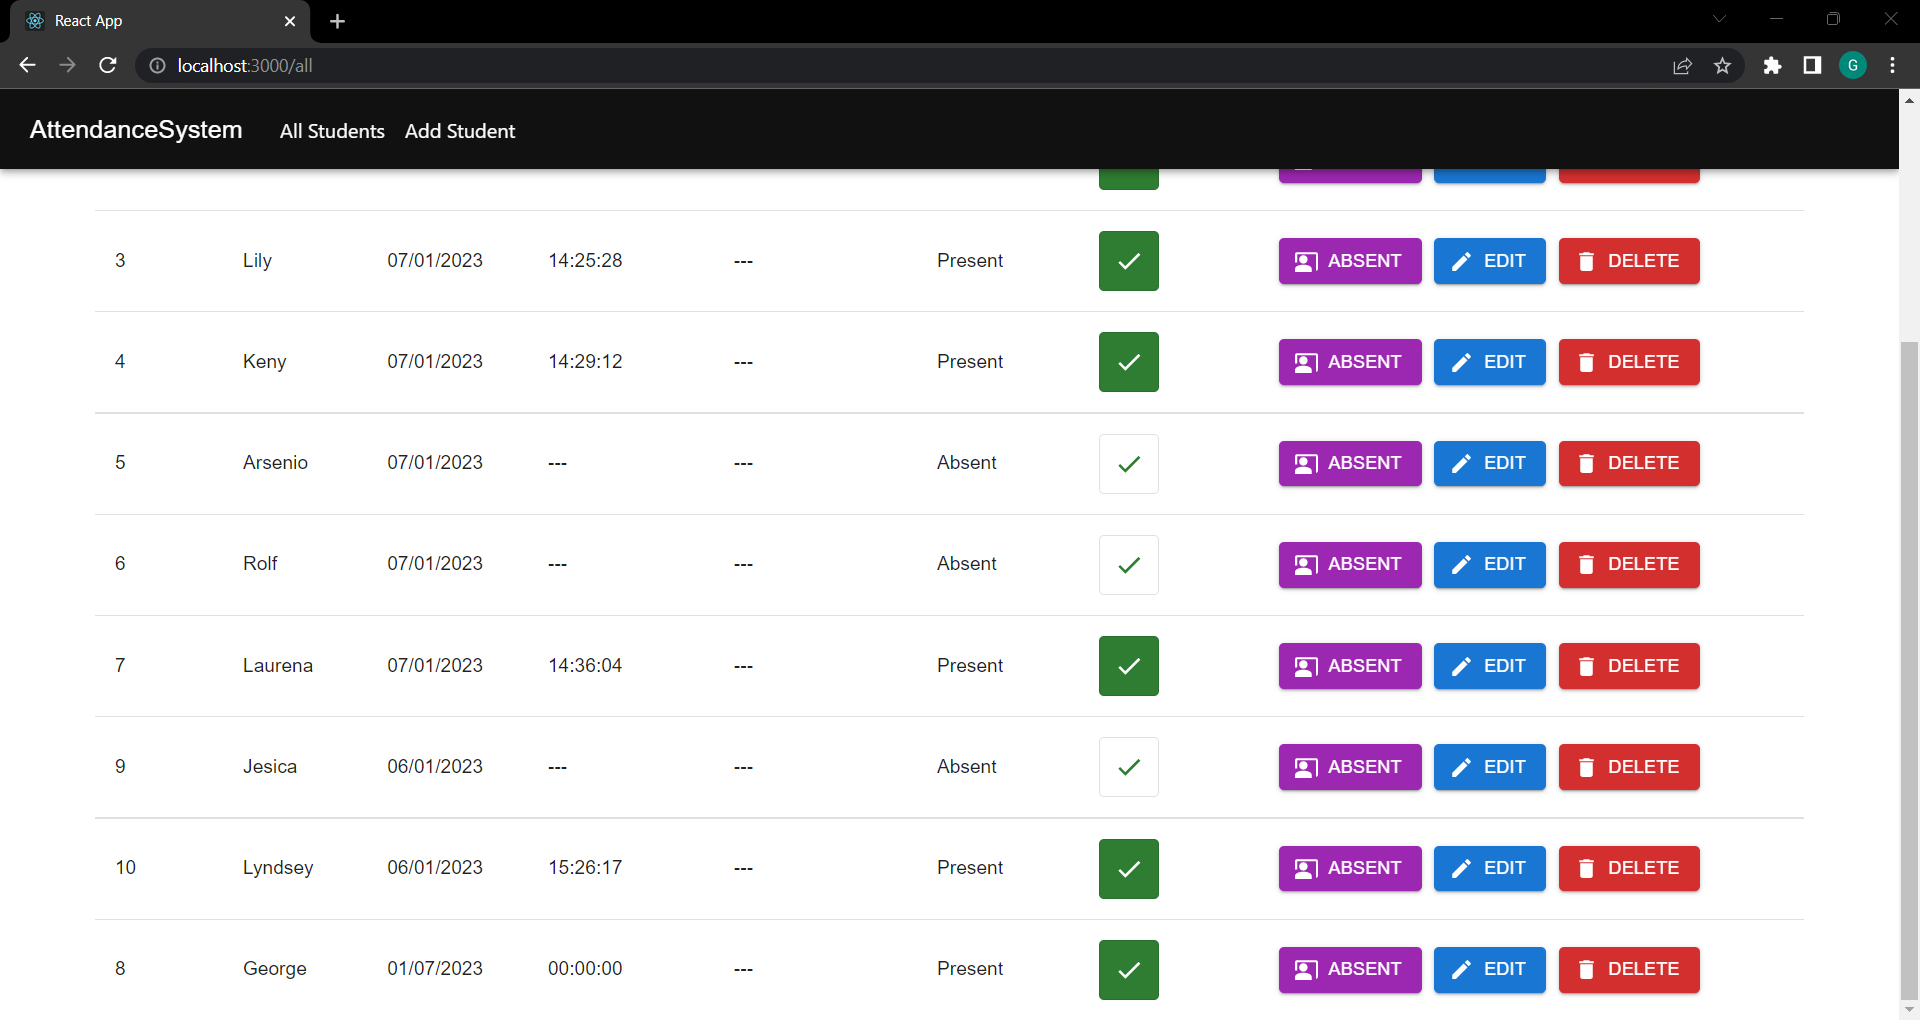 React App
localhost:3000/all
G
AttendanceSystem All Students Add Student
3 Lily 07/01/2023 14:25:28 --- Present ABSENT EDIT DELETE
4 Keny 07/01/2023 14:29:12 --- Present ABSENT EDIT DELETE
5 Arsenio 07/01/2023 --- --- Absent ABSENT EDIT DELETE
6 Rolf 07/01/2023 --- --- Absent ABSENT EDIT DELETE
7 Laurena 07/01/2023 14:36:04 --- Present ABSENT EDIT DELETE
9 Jesica 06/01/2023 --- --- Absent ABSENT EDIT DELETE
10 Lyndsey 06/01/2023 15:26:17 --- Present ABSENT EDIT DELETE
8 George 01/07/2023 00:00:00 --- Present ABSENT EDIT DELETE